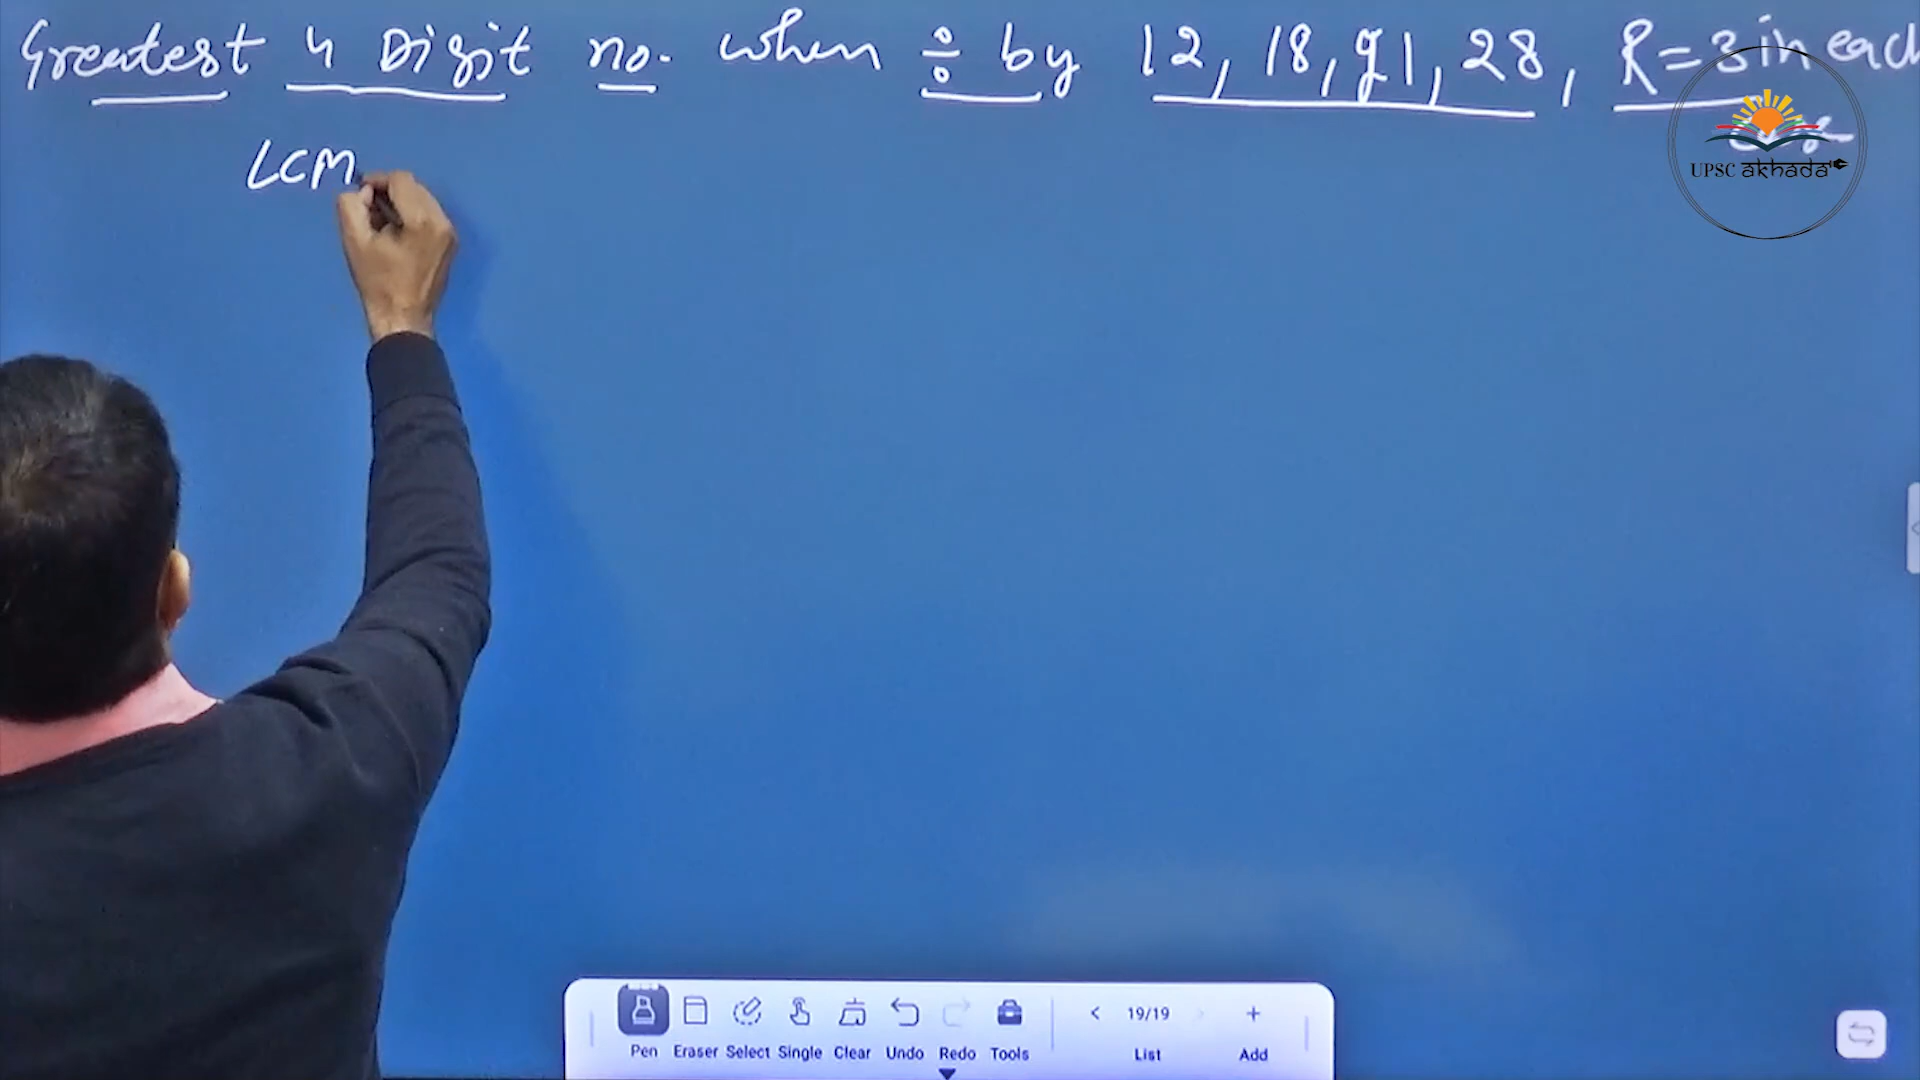 Greatest 4 Digit no. when ÷ by 12, 18, 21, 28, R = 3 in each
case
LCM
UPSC akhada
Pen Eraser Select Single Clear Undo Redo Tools
< 19/19 > +
List Add